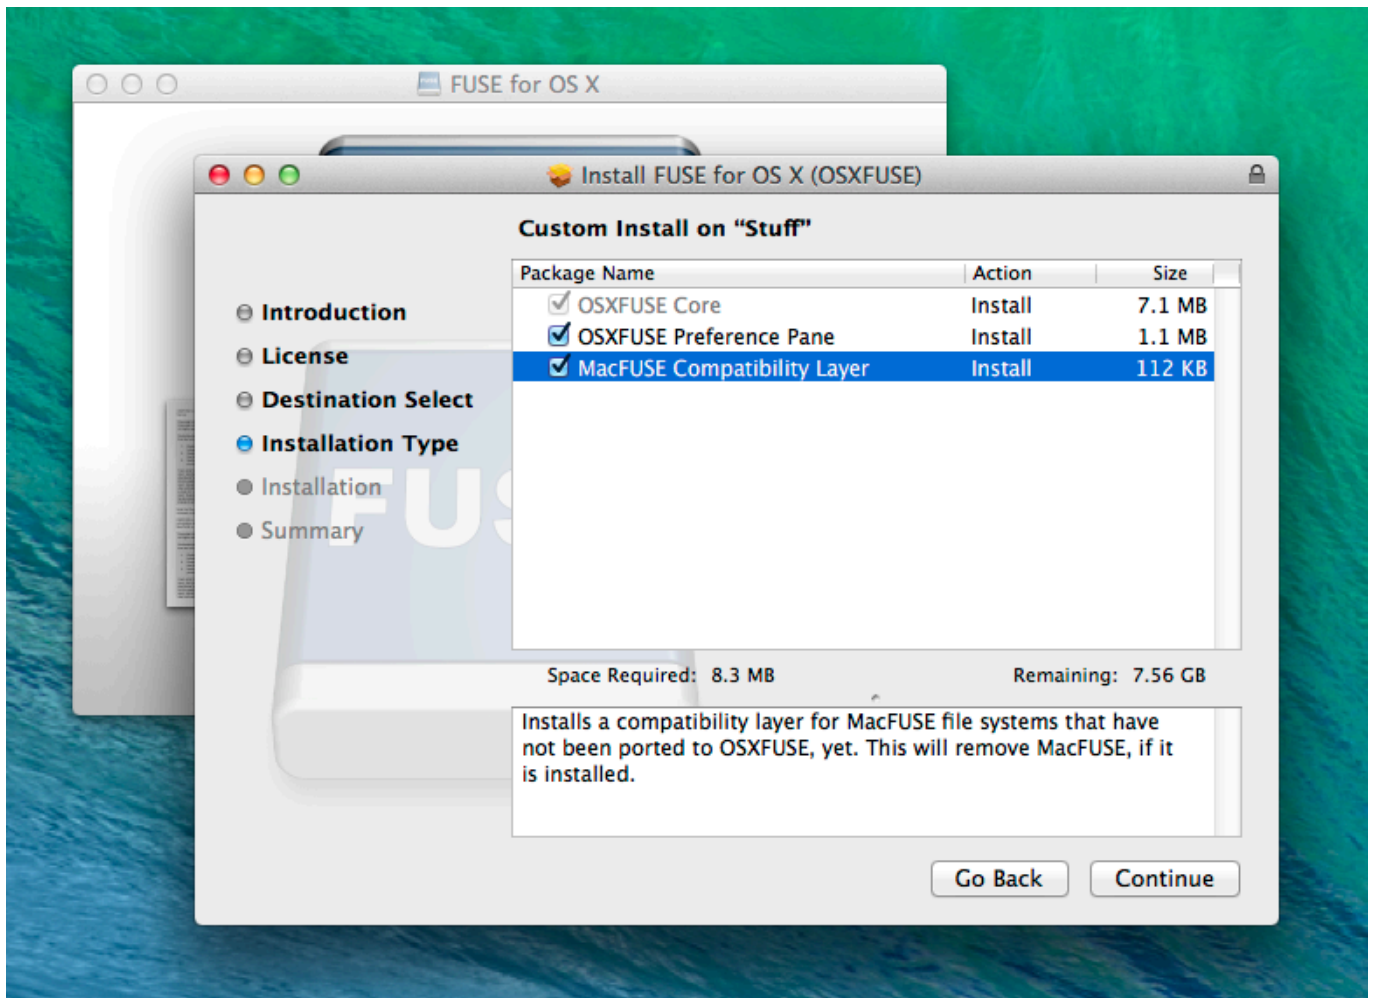 FUSE for OS X
Install FUSE for OS X (OSXFUSE)
Custom Install on “Stuff”
Package Name Action Size
OSXFUSE Core Install 7.1 MB
OSXFUSE Preference Pane Install 1.1 MB
MacFUSE Compatibility Layer Install 112 KB
Introduction
License
Destination Select
Installation Type
Installation
Summary
FUS
Space Required: 8.3 MB Remaining: 7.56 GB
Installs a compatibility layer for MacFUSE file systems that have
not been ported to OSXFUSE, yet. This will remove MacFUSE, if it
is installed.
Go Back Continue